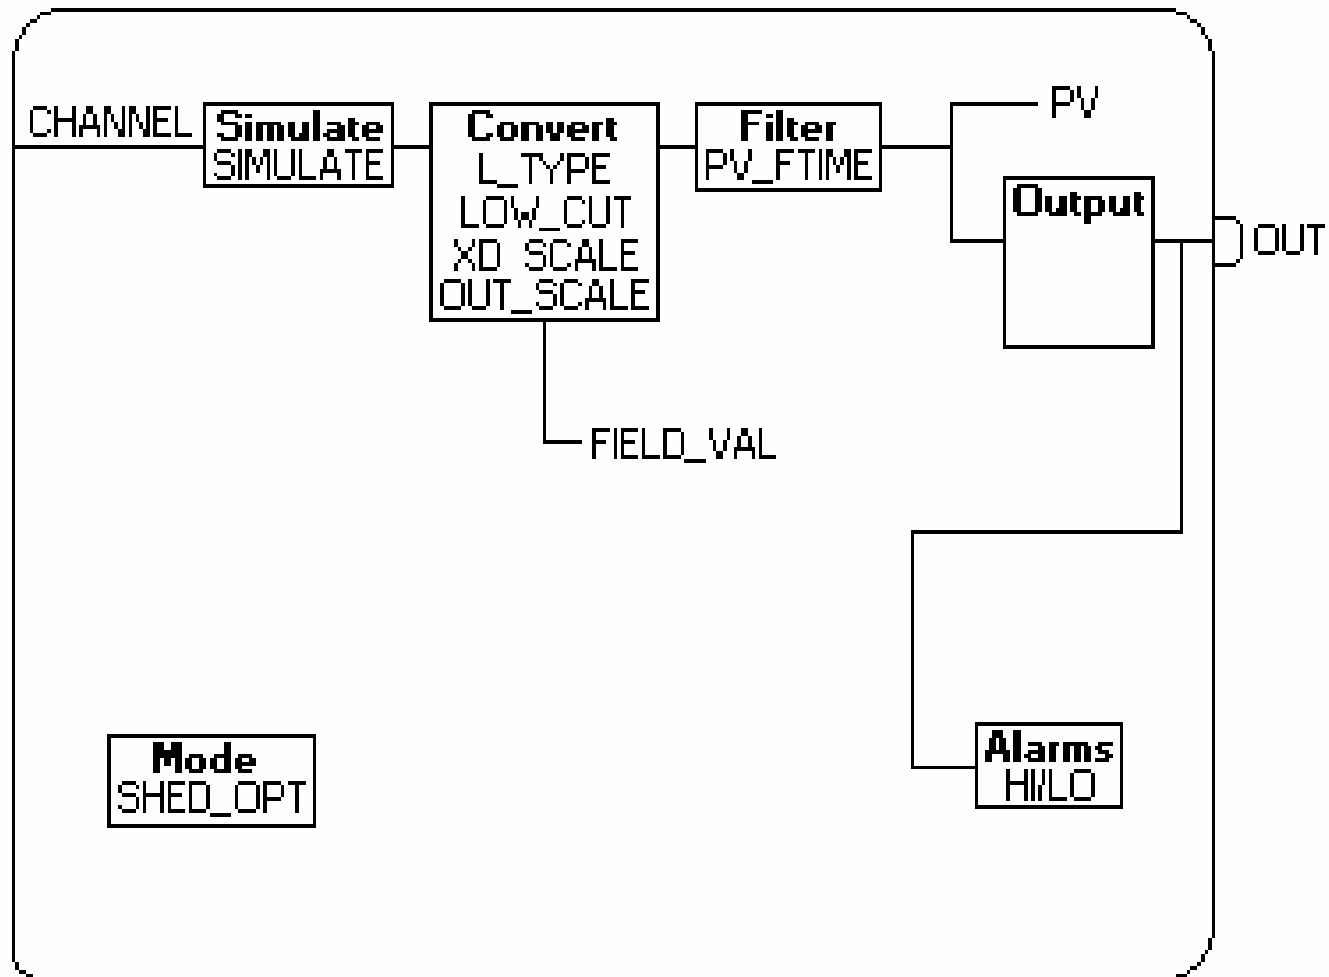 CHANNEL
Simulate
SIMULATE
Convert
L_TYPE
LOW_CUT
XD_SCALE
OUT_SCALE
Filter
PV_FTIME
PV
Output
OUT
FIELD_VAL
Mode
SHED_OPT
Alarms
HI/LO